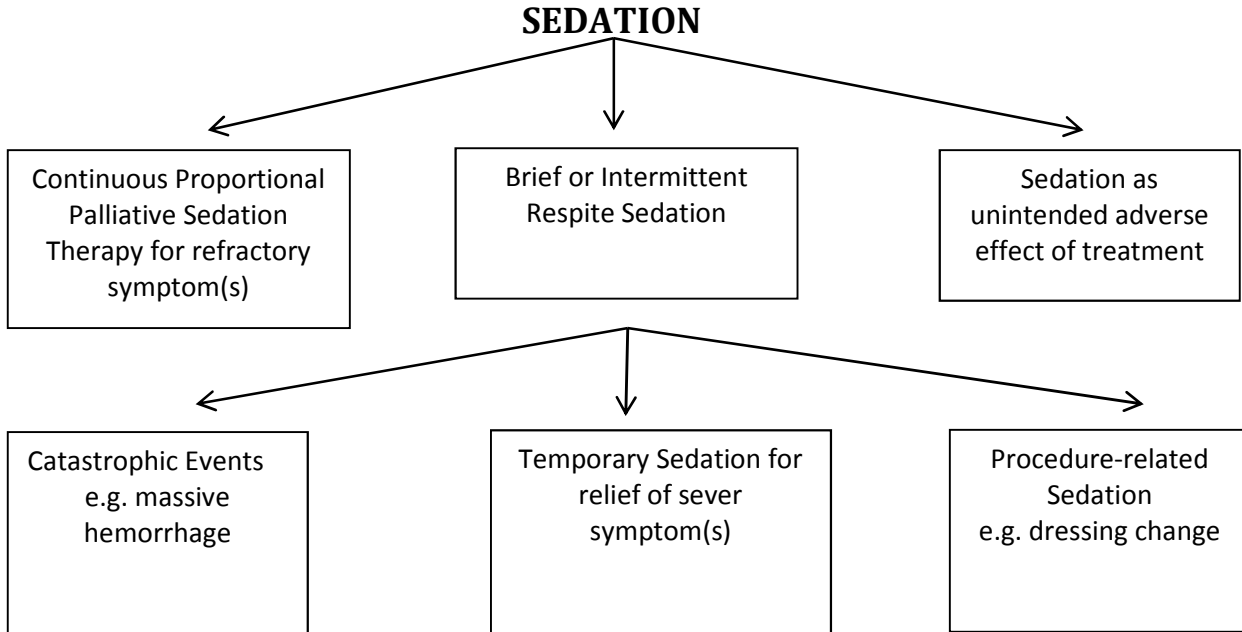 SEDATION
Continuous Proportional
Palliative Sedation
Therapy for refractory
symptom(s)
Brief or Intermittent
Respite Sedation
Sedation as
unintended adverse
effect of treatment
Catastrophic Events
e.g. massive
hemorrhage
Temporary Sedation for
relief of sever
symptom(s)
Procedure-related
Sedation
e.g. dressing change